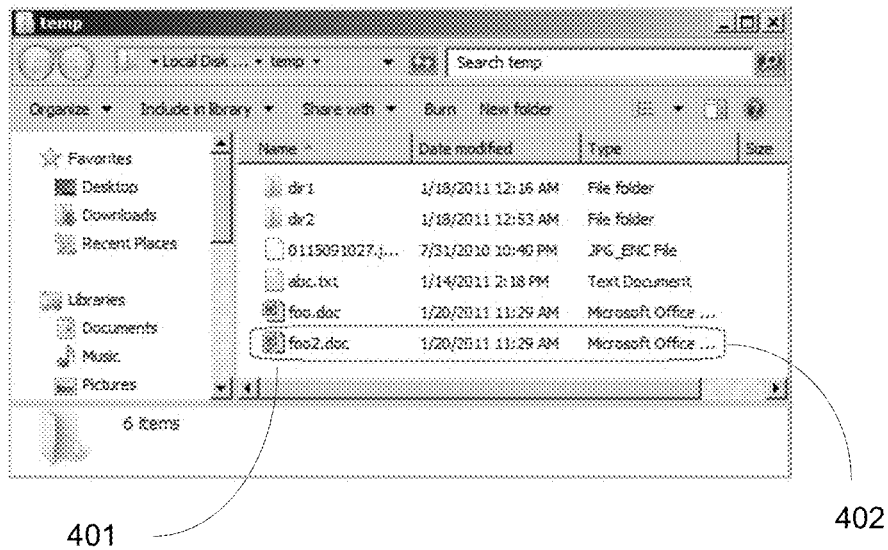 temp
Local Disk ... temp
Search temp
Organize Include in library Share with Burn New folder
Name Date modified Type Size
Favorites
Desktop
Downloads
Recent Places
Libraries
Documents
Music
Pictures
dir1 1/18/2011 12:16 AM File folder
dir2 1/18/2011 12:53 AM File folder
0115091027.j... 7/31/2010 10:40 PM JPG_ENC File
abc.txt 1/14/2011 2:18 PM Text Document
foo.doc 1/20/2011 11:29 AM Microsoft Office ...
foo2.doc 1/20/2011 11:29 AM Microsoft Office ...
6 items
401
402